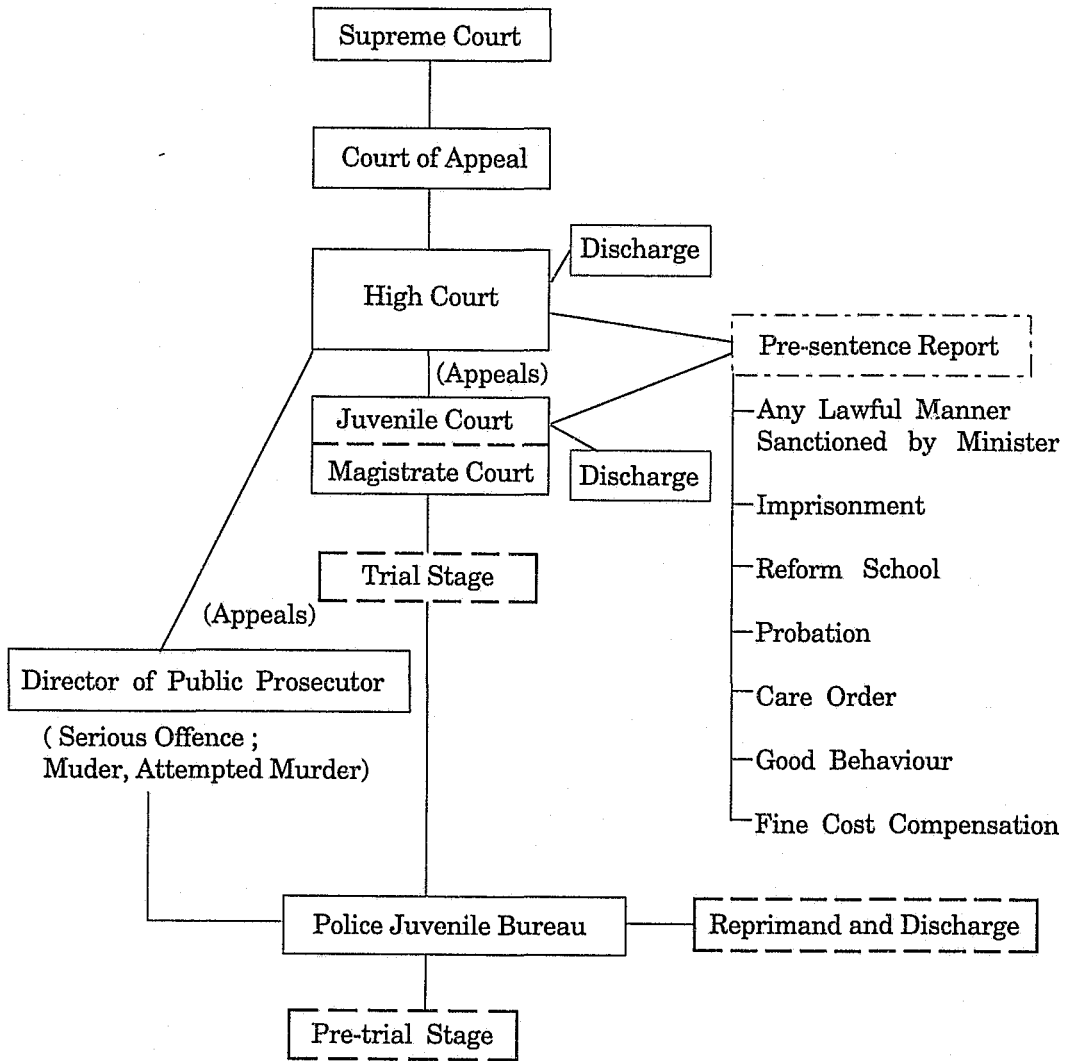 Supreme Court
Court of Appeal
Discharge
High Court
Pre-sentence Report
(Appeals)
Juvenile Court
Any Lawful Manner
Sanctioned by Minister
Magistrate Court
Discharge
Imprisonment
Trial Stage
Reform School
(Appeals)
Probation
Director of Public Prosecutor
Care Order
( Serious Offence ;
Muder, Attempted Murder)
Good Behaviour
Fine Cost Compensation
Police Juvenile Bureau
Reprimand and Discharge
Pre-trial Stage